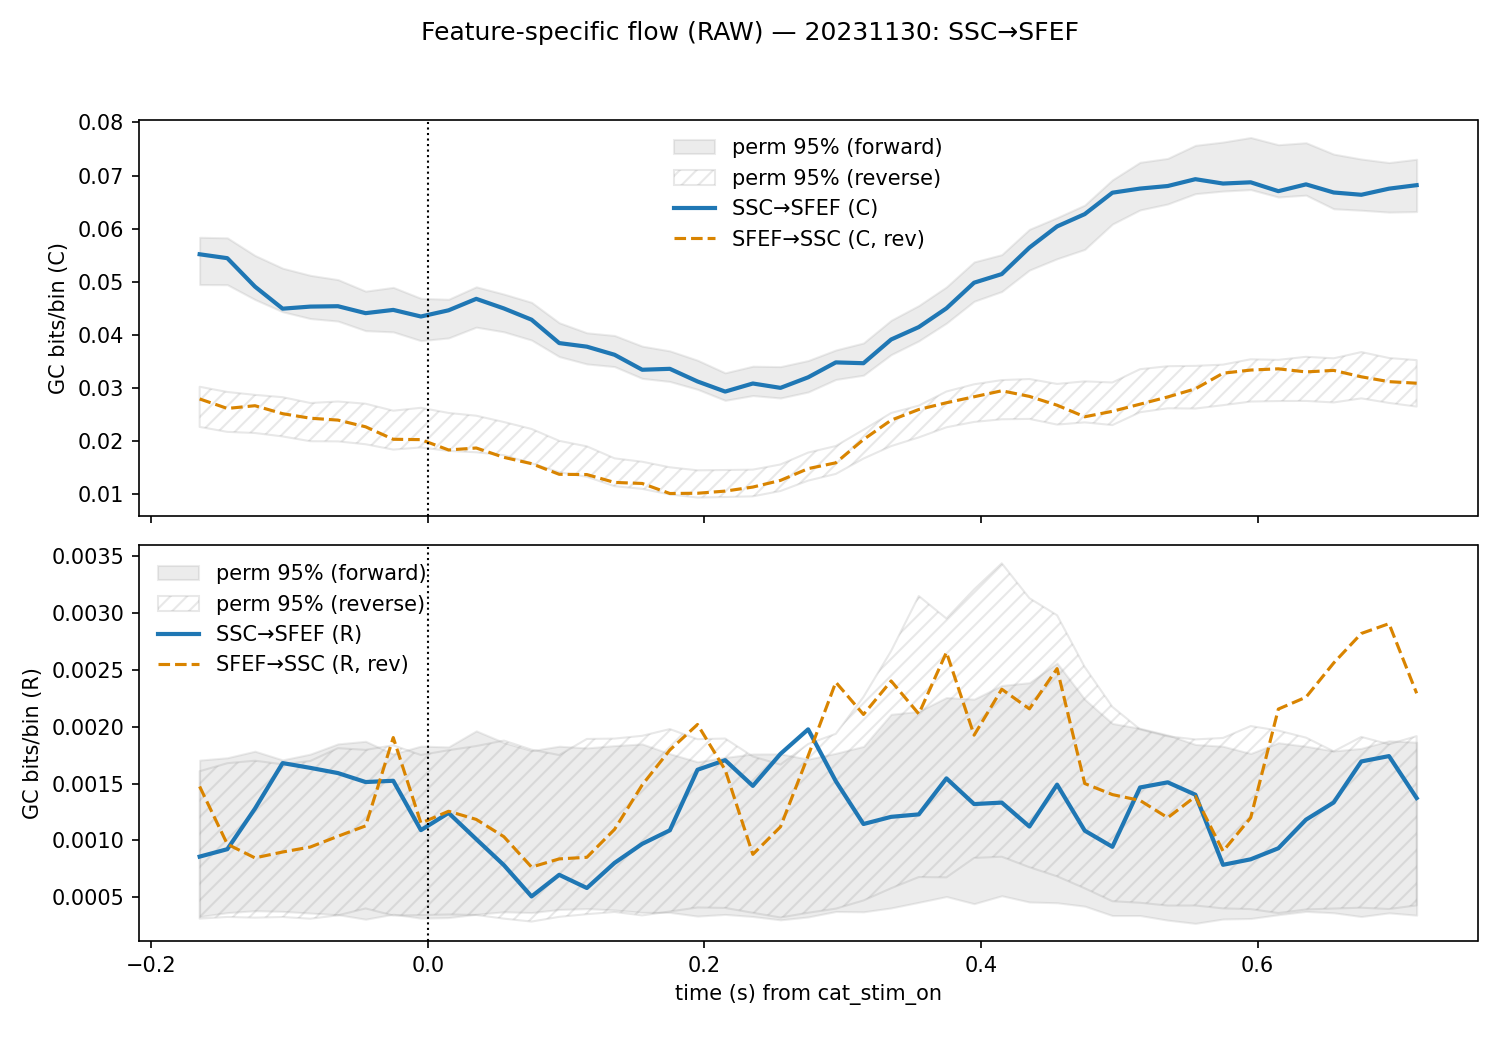 Feature-specific flow (RAW) — 20231130: SSC→SFEF
GC bits/bin (C)
0.08
0.07
0.06
0.05
0.04
0.03
0.02
0.01
perm 95% (forward)
perm 95% (reverse)
SSC→SFEF (C)
SFEF→SSC (C, rev)
GC bits/bin (R)
0.0035
0.0030
0.0025
0.0020
0.0015
0.0010
0.0005
perm 95% (forward)
perm 95% (reverse)
SSC→SFEF (R)
SFEF→SSC (R, rev)
−0.2 0.0 0.2 0.4 0.6
time (s) from cat_stim_on